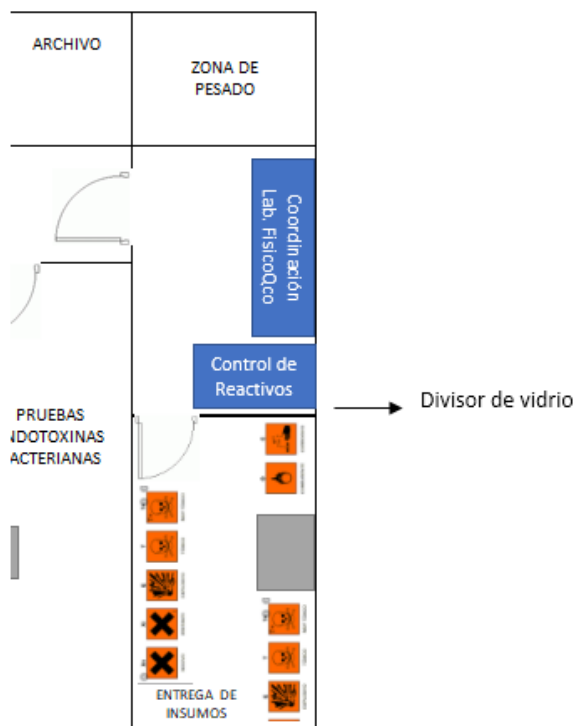 ARCHIVO
ZONA DE
PESADO
Coordinación
Lab. FisicoQco
Control de
Reactivos
Divisor de vidrio
PRUEBAS
NDOTOXINAS
ACTERIANAS
ENTREGA DE
INSUMOS